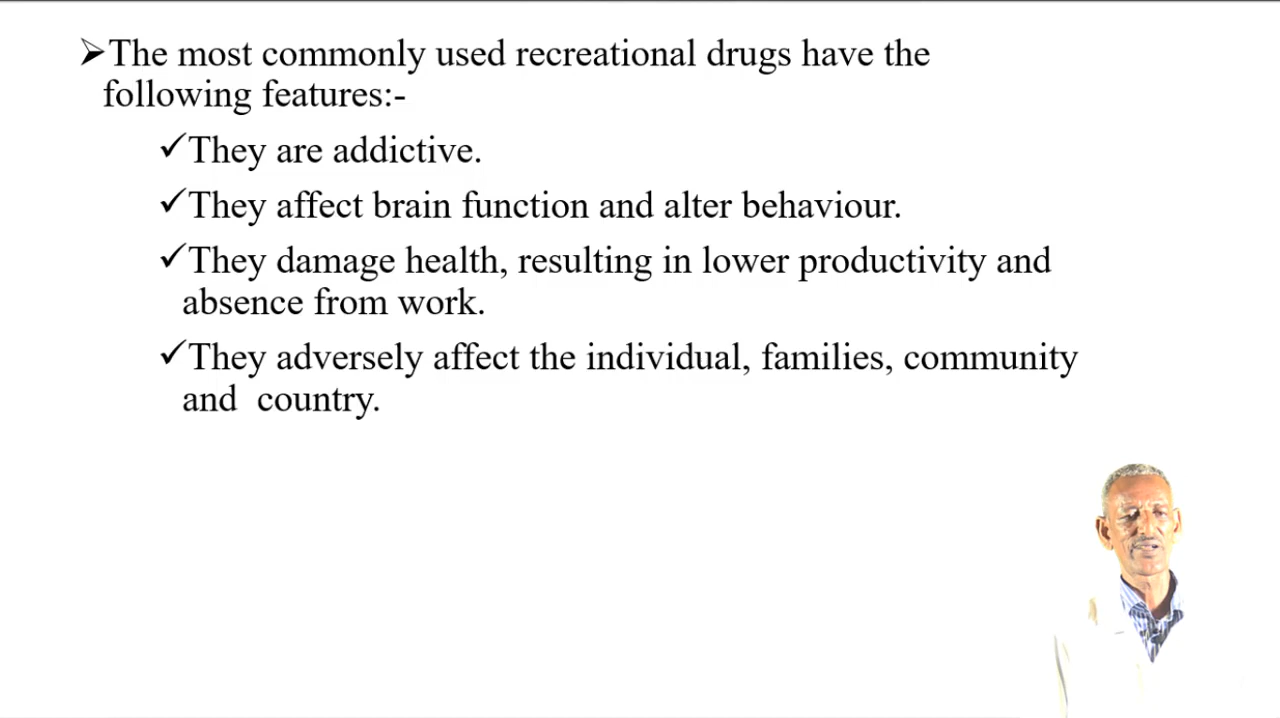 ➢The most commonly used recreational drugs have the
following features:-
✓They are addictive.
✓They affect brain function and alter behaviour.
✓They damage health, resulting in lower productivity and
absence from work.
✓They adversely affect the individual, families, community
and  country.